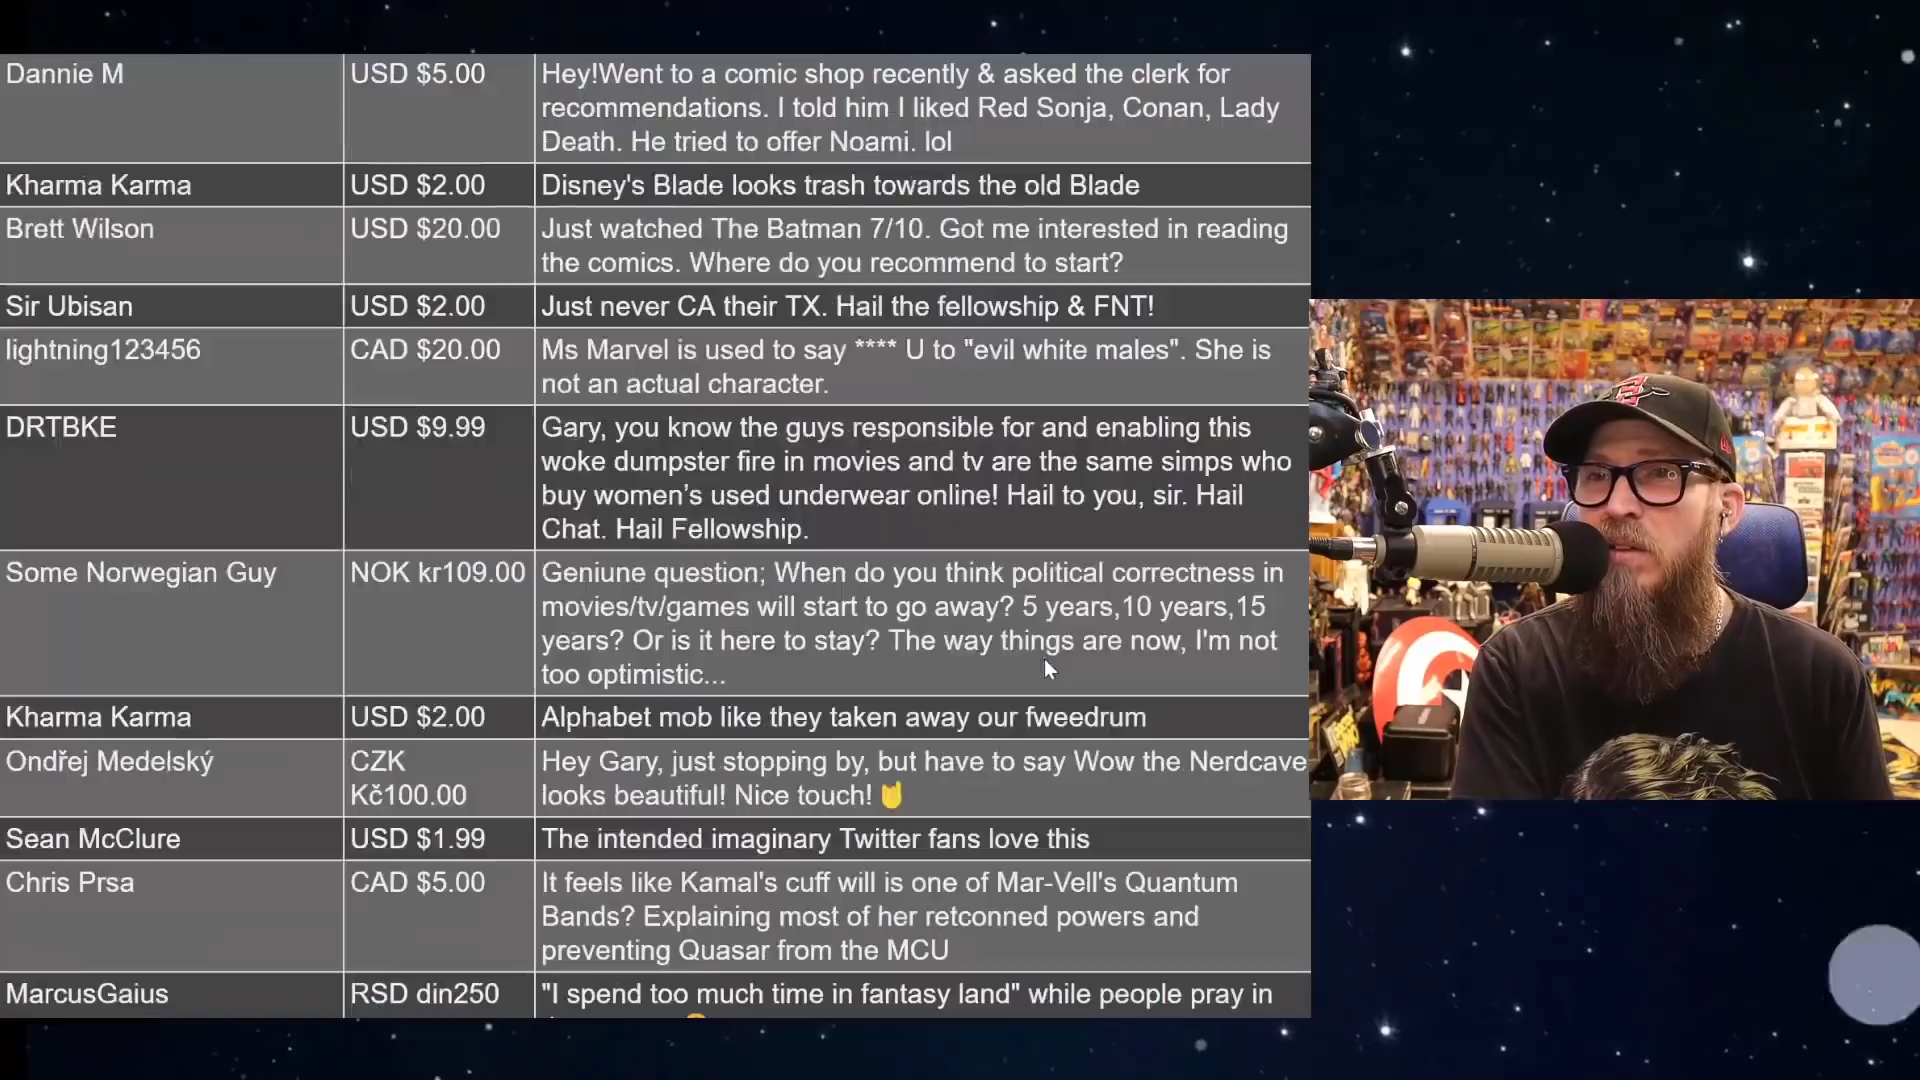 Dannie M
USD $5.00
Hey!Went to a comic shop recently & asked the clerk for
recommendations. I told him I liked Red Sonja, Conan, Lady
Death. He tried to offer Noami. lol
Kharma Karma
USD $2.00
Disney's Blade looks trash towards the old Blade
Brett Wilson
USD $20.00
Just watched The Batman 7/10. Got me interested in reading
the comics. Where do you recommend to start?
Sir Ubisan
USD $2.00
Just never CA their TX. Hail the fellowship & FNT!
lightning123456
CAD $20.00
Ms Marvel is used to say **** U to "evil white males". She is
not an actual character.
DRTBKE
USD $9.99
Gary, you know the guys responsible for and enabling this
woke dumpster fire in movies and tv are the same simps who
buy women’s used underwear online! Hail to you, sir. Hail
Chat. Hail Fellowship.
Some Norwegian Guy
NOK kr109.00
Geniune question; When do you think political correctness in
movies/tv/games will start to go away? 5 years,10 years,15
years? Or is it here to stay? The way things are now, I'm not
too optimistic...
Kharma Karma
USD $2.00
Alphabet mob like they taken away our fweedrum
Ondřej Medelský
CZK
Kč100.00
Hey Gary, just stopping by, but have to say Wow the Nerdcave
looks beautiful! Nice touch! 🤘
Sean McClure
USD $1.99
The intended imaginary Twitter fans love this
Chris Prsa
CAD $5.00
It feels like Kamal's cuff will is one of Mar-Vell's Quantum
Bands? Explaining most of her retconned powers and
preventing Quasar from the MCU
MarcusGaius
RSD din250
"I spend too much time in fantasy land" while people pray in